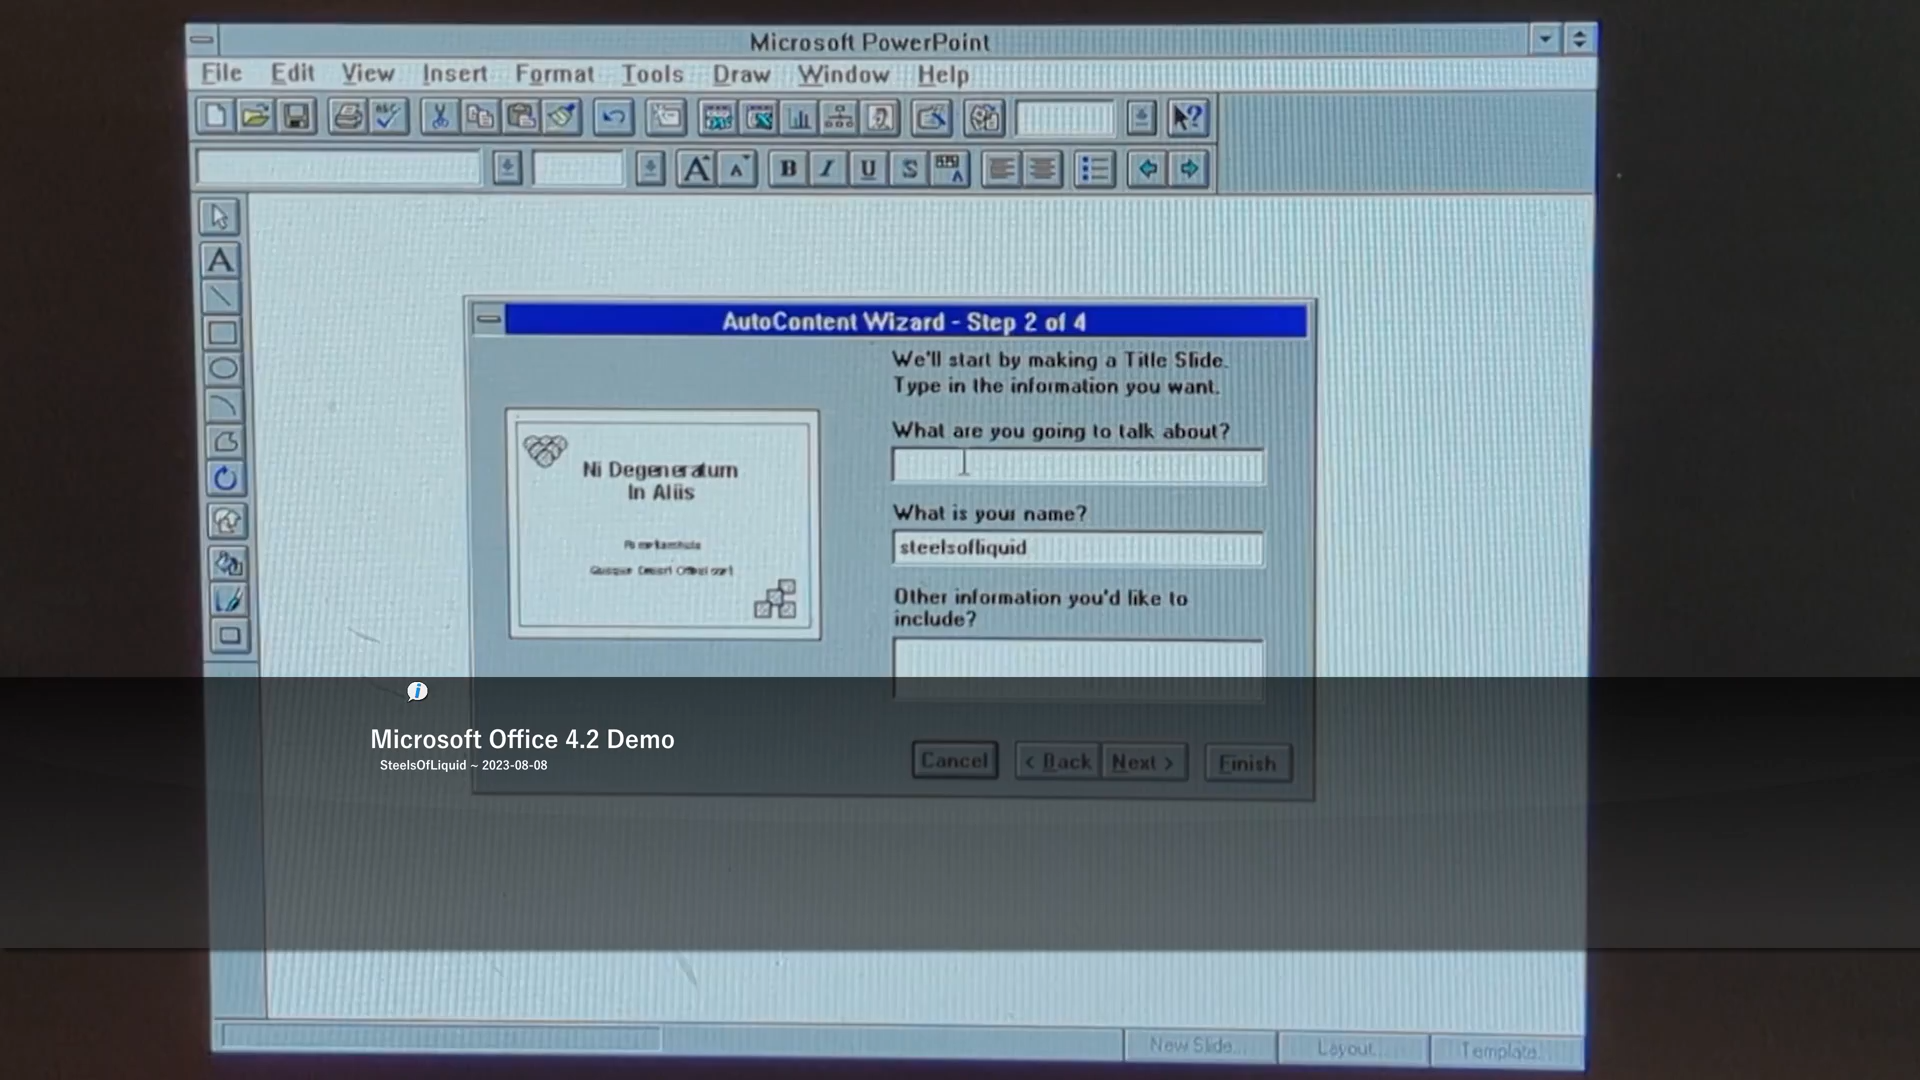 Microsoft PowerPoint
File Edit View Insert Format Tools Draw Window Help
ABC
A A B I U S A
A
AutoContent Wizard - Step 2 of 4
We'll start by making a Title Slide.
Type in the information you want.
What are you going to talk about?
Ni Degeneratum
In Aliis
What is your name?
steelsofliquid
Other information you'd like to
include?
Microsoft Office 4.2 Demo
SteelsOfLiquid ~ 2023-08-08
Cancel < Back Next > Finish
New Slide... Layout... Template...